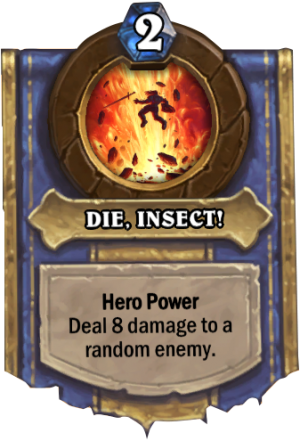 2
DIE, INSECT!
Hero Power
Deal 8 damage to a
random enemy.